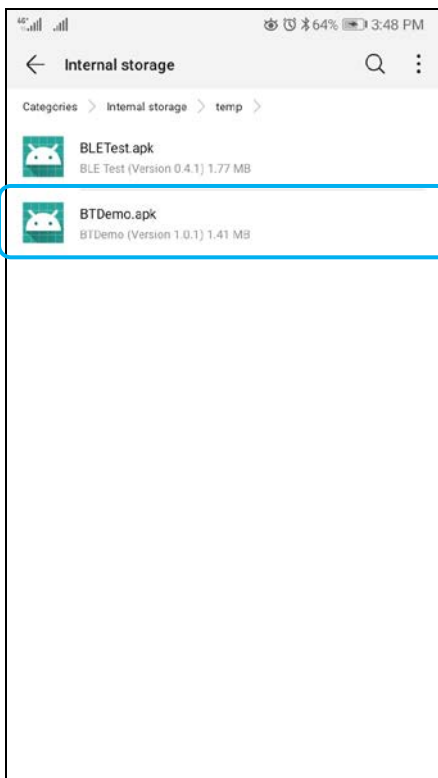 64% 3:48 PM
Internal storage
Categories > Internal storage > temp >
BLETest.apk
BLE Test (Version 0.4.1) 1.77 MB
BTDemo.apk
BTDemo (Version 1.0.1) 1.41 MB